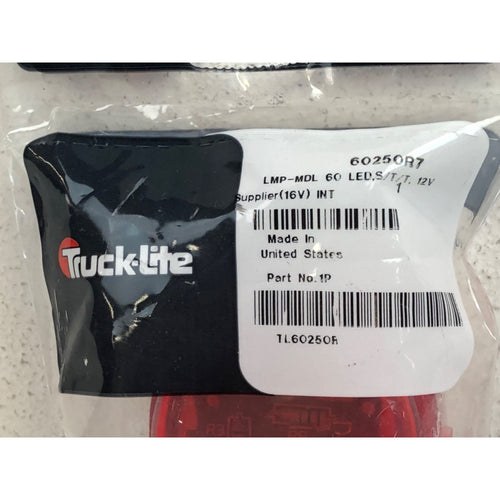 Truck-Lite
60250R7
LMP-MDL 60 LED,S/T/T, 12V
Supplier(16V) INT 1
Made In
United States
Part No.1P
TL60250R
R3